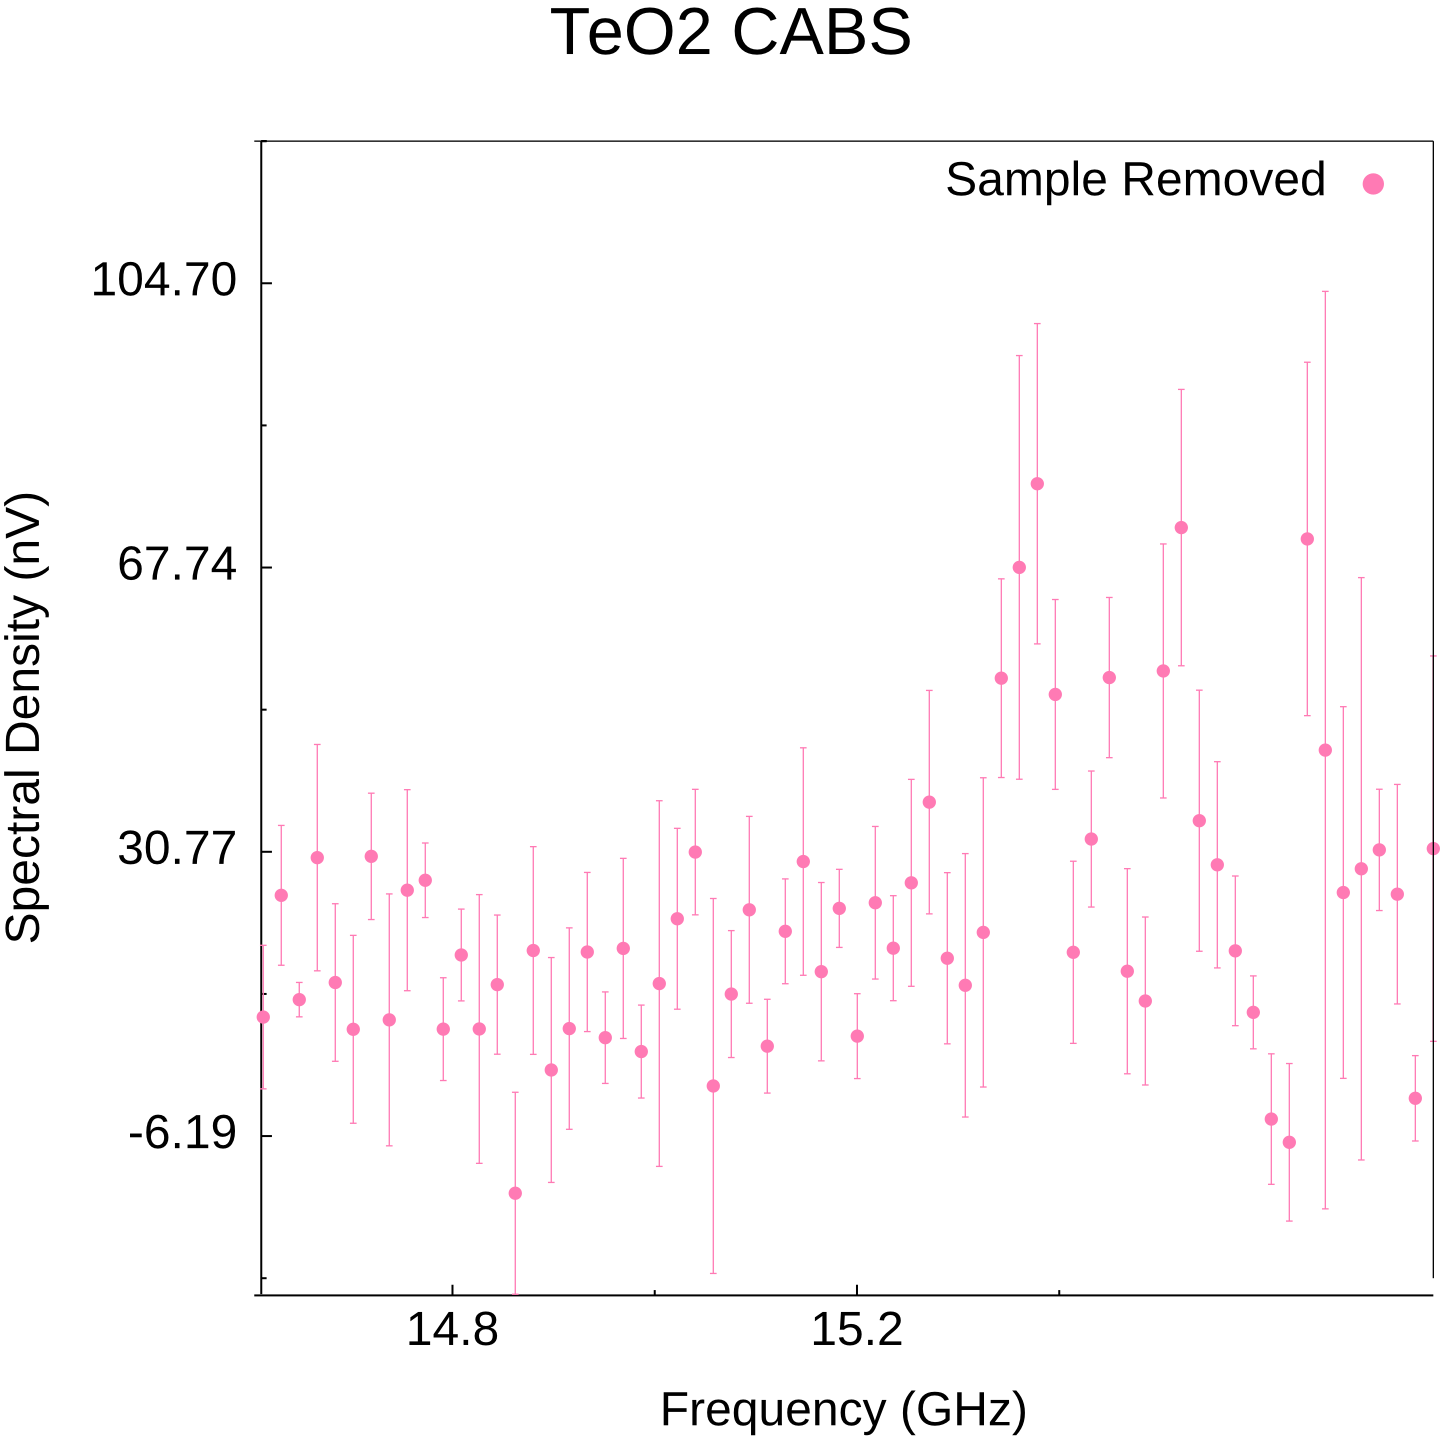 TeO2 CABS
Sample Removed
104.70
67.74
30.77
-6.19
Spectral Density (nV)
14.8
15.2
Frequency (GHz)